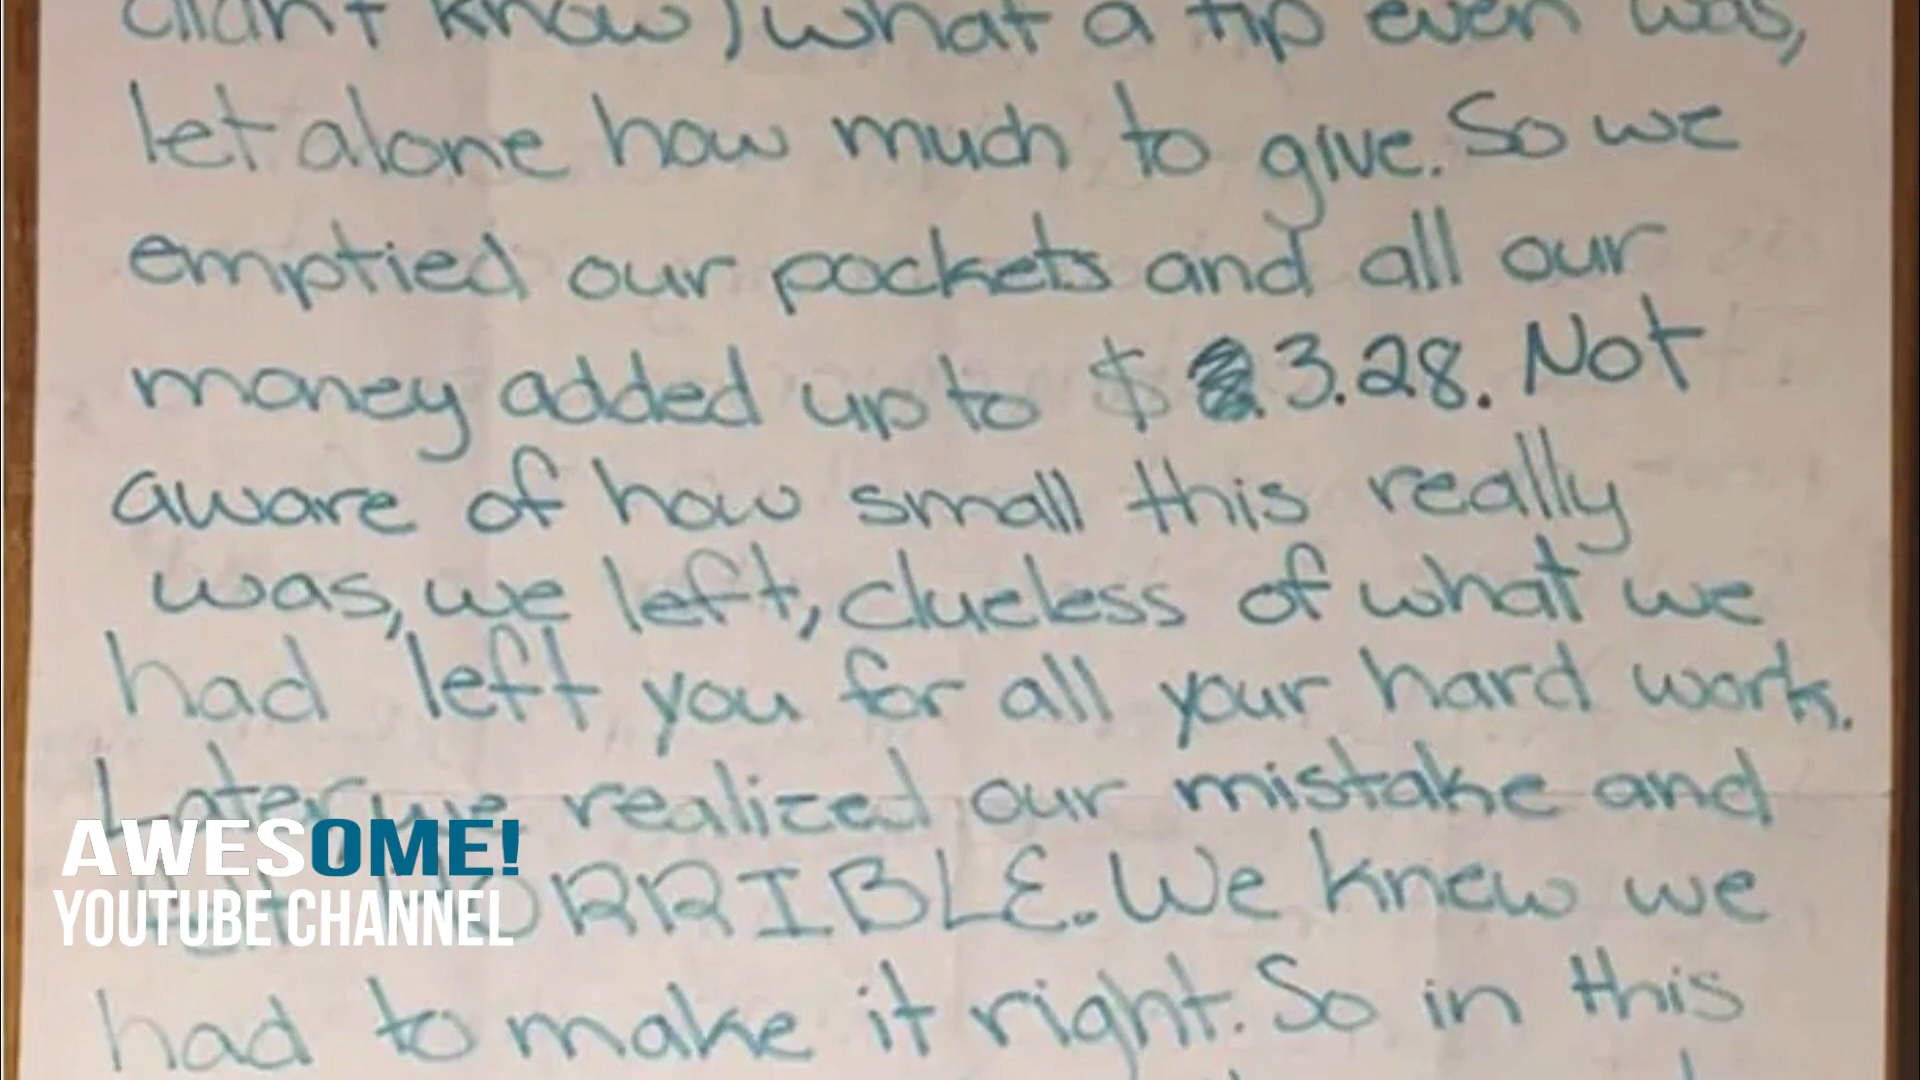 didn't know) what a tip even was,
let alone how much to give. So we
emptied our pockets and all our
money added up to $ 3.28. Not
aware of how small this really
was, we left, clueless of what we
had left you for all your hard work.
Later we realized our mistake and
HORRIBLE. We knew we
had to make it right. So in this
AWESOME!
YOUTUBE CHANNEL